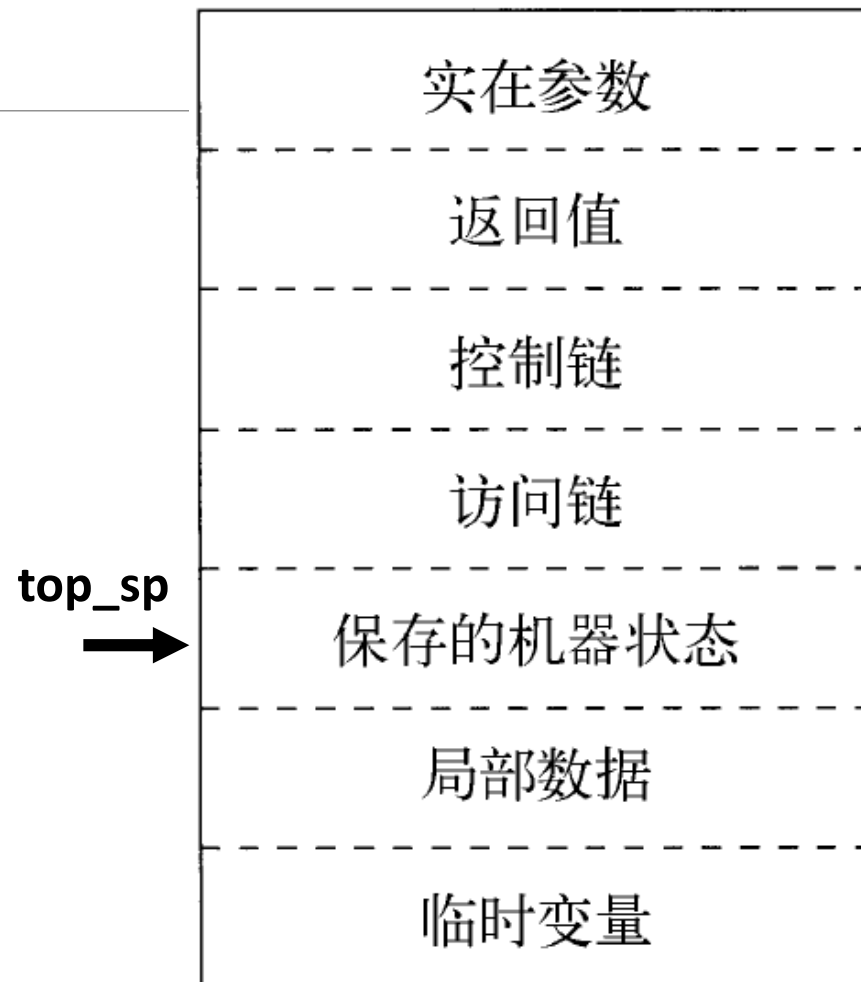 实在参数
返回值
控制链
访问链
top_sp
保存的机器状态
局部数据
临时变量